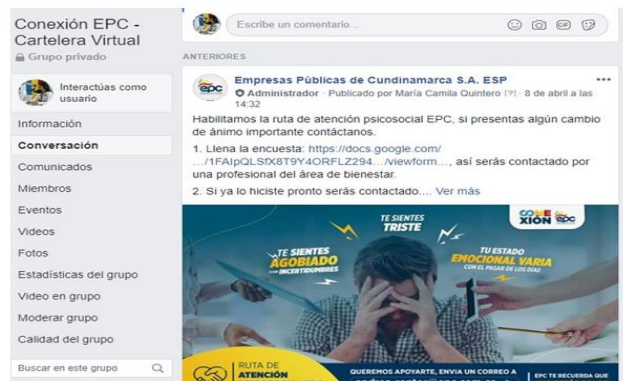 Conexión EPC -
Cartelera Virtual
Grupo privado
Interactúas como
usuario
Información
Conversación
Comunicados
Miembros
Eventos
Videos
Fotos
Estadísticas del grupo
Video en grupo
Moderar grupo
Calidad del grupo
Buscar en este grupo
Escribe un comentario...
GIF
ANTERIORES
epc
Empresas Públicas de Cundinamarca S.A. ESP
Administrador · Publicado por María Camila Quintero [?] · 8 de abril a las
14:32
Habilitamos la ruta de atención psicosocial EPC, si presentas algún cambio
de ánimo importante contáctanos.
1. Llena la encuesta: https://docs.google.com/
.../1FAIpQLSfX8T9Y4ORFLZ294.../viewform..., así serás contactado por
una profesional del área de bienestar.
2. Si ya lo hiciste pronto serás contactado.... Ver más
CONEXIÓN epc
TE SIENTES
TRISTE
TE SIENTES
AGOBIADO
POR INCERTIDUMBRES
TU ESTADO
EMOCIONAL VARIA
CON EL PASAR DE LOS DÍAS
RUTA DE
ATENCIÓN
QUEREMOS APOYARTE, ENVIA UN CORREO A
EPC TE RECUERDA QUE